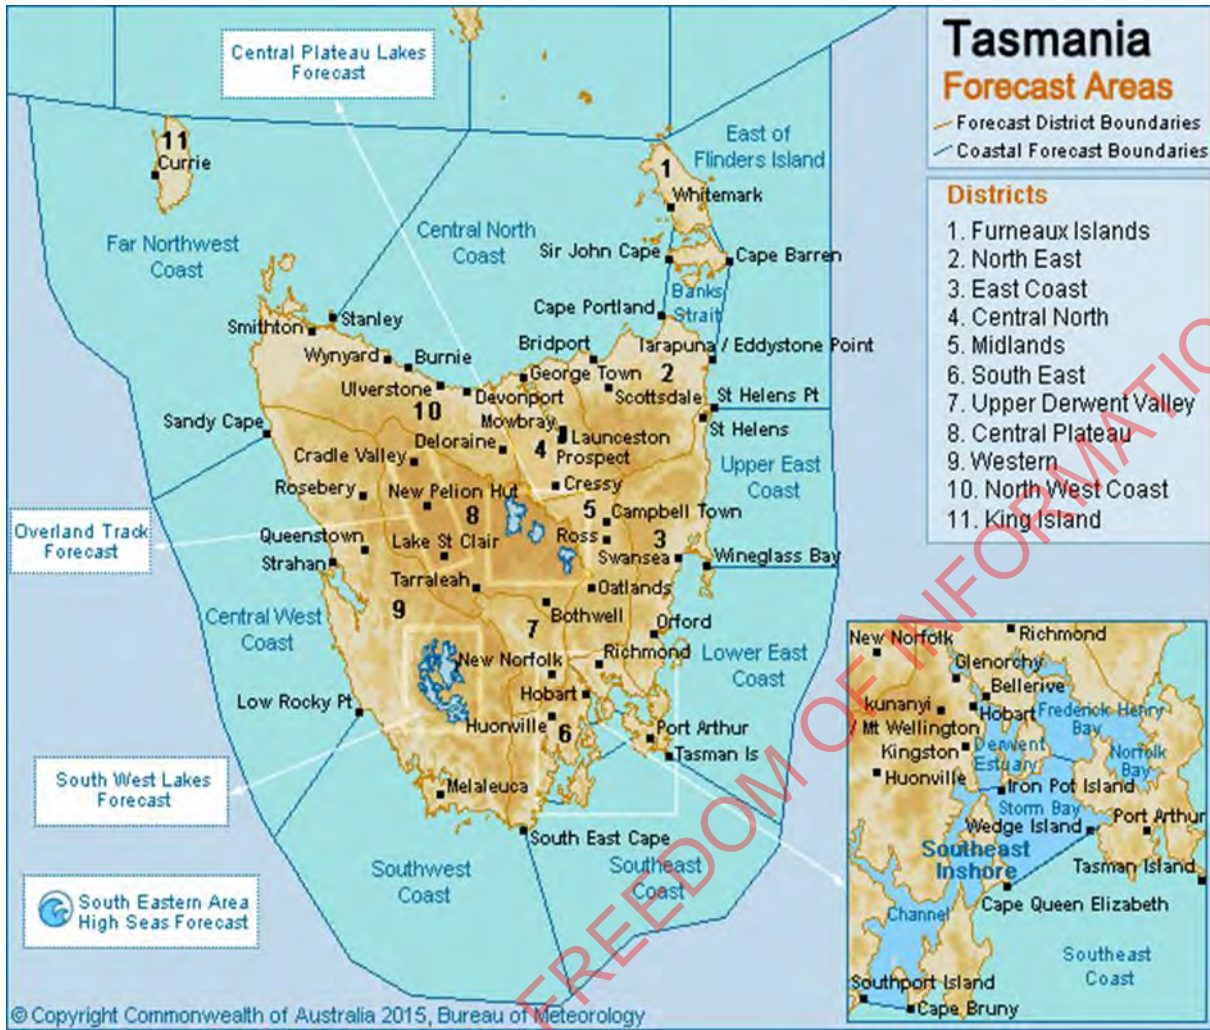 Tasmania
Forecast Areas
Forecast District Boundaries
Coastal Forecast Boundaries
Districts
1. Furneaux Islands
2. North East
3. East Coast
4. Central North
5. Midlands
6. South East
7. Upper Derwent Valley
8. Central Plateau
9. Western
10. North West Coast
11. King Island
Central Plateau Lakes
Forecast
11
Currie
East of
Flinders Island
1
Whitemark
Far Northwest
Coast
Central North
Coast
Sir John Cape
Cape Barren
Banks
Strait
Cape Portland
Stanley
Smithton
Wynyard
Burnie
Bridport
larapuna / Eddystone Point
2
George Town
Ulverstone
Devonport
Scottsdale
St Helens Pt
10
Mowbray
St Helens
Sandy Cape
Deloraine
4
Launceston
Prospect
Cradle Valley
Upper East
Coast
Rosebery
New Pelion Hut
Cressy
8
5
Campbell Town
Overland Track
Forecast
Queenstown
Lake St Clair
Ross
3
Swansea
Wineglass Bay
Strahan
Tarraleah
Oatlands
Central West
Coast
9
Bothwell
7
Orford
Richmond
Lower East
Coast
New Norfolk
Hobart
Low Rocky Pt
Huonville
6
Port Arthur
Tasman Is
South West Lakes
Forecast
Melaleuca
South East Cape
Southwest
Coast
Southeast
Coast
South Eastern Area
High Seas Forecast
New Norfolk
Richmond
Glenorchy
Bellerive
kunanyi
/ Mt Wellington
Hobart
Frederick Henry
Bay
Kingston
Derwent
Estuary
Norfolk
Bay
Huonville
Iron Pot Island
Storm Bay
Port Arthur
Wedge Island
Southeast
Inshore
Tasman Island
Cape Queen Elizabeth
Channel
Southeast
Coast
Southport Island
Cape Bruny
© Copyright Commonwealth of Australia 2015, Bureau of Meteorology
FREEDOM OF INFORMATIO